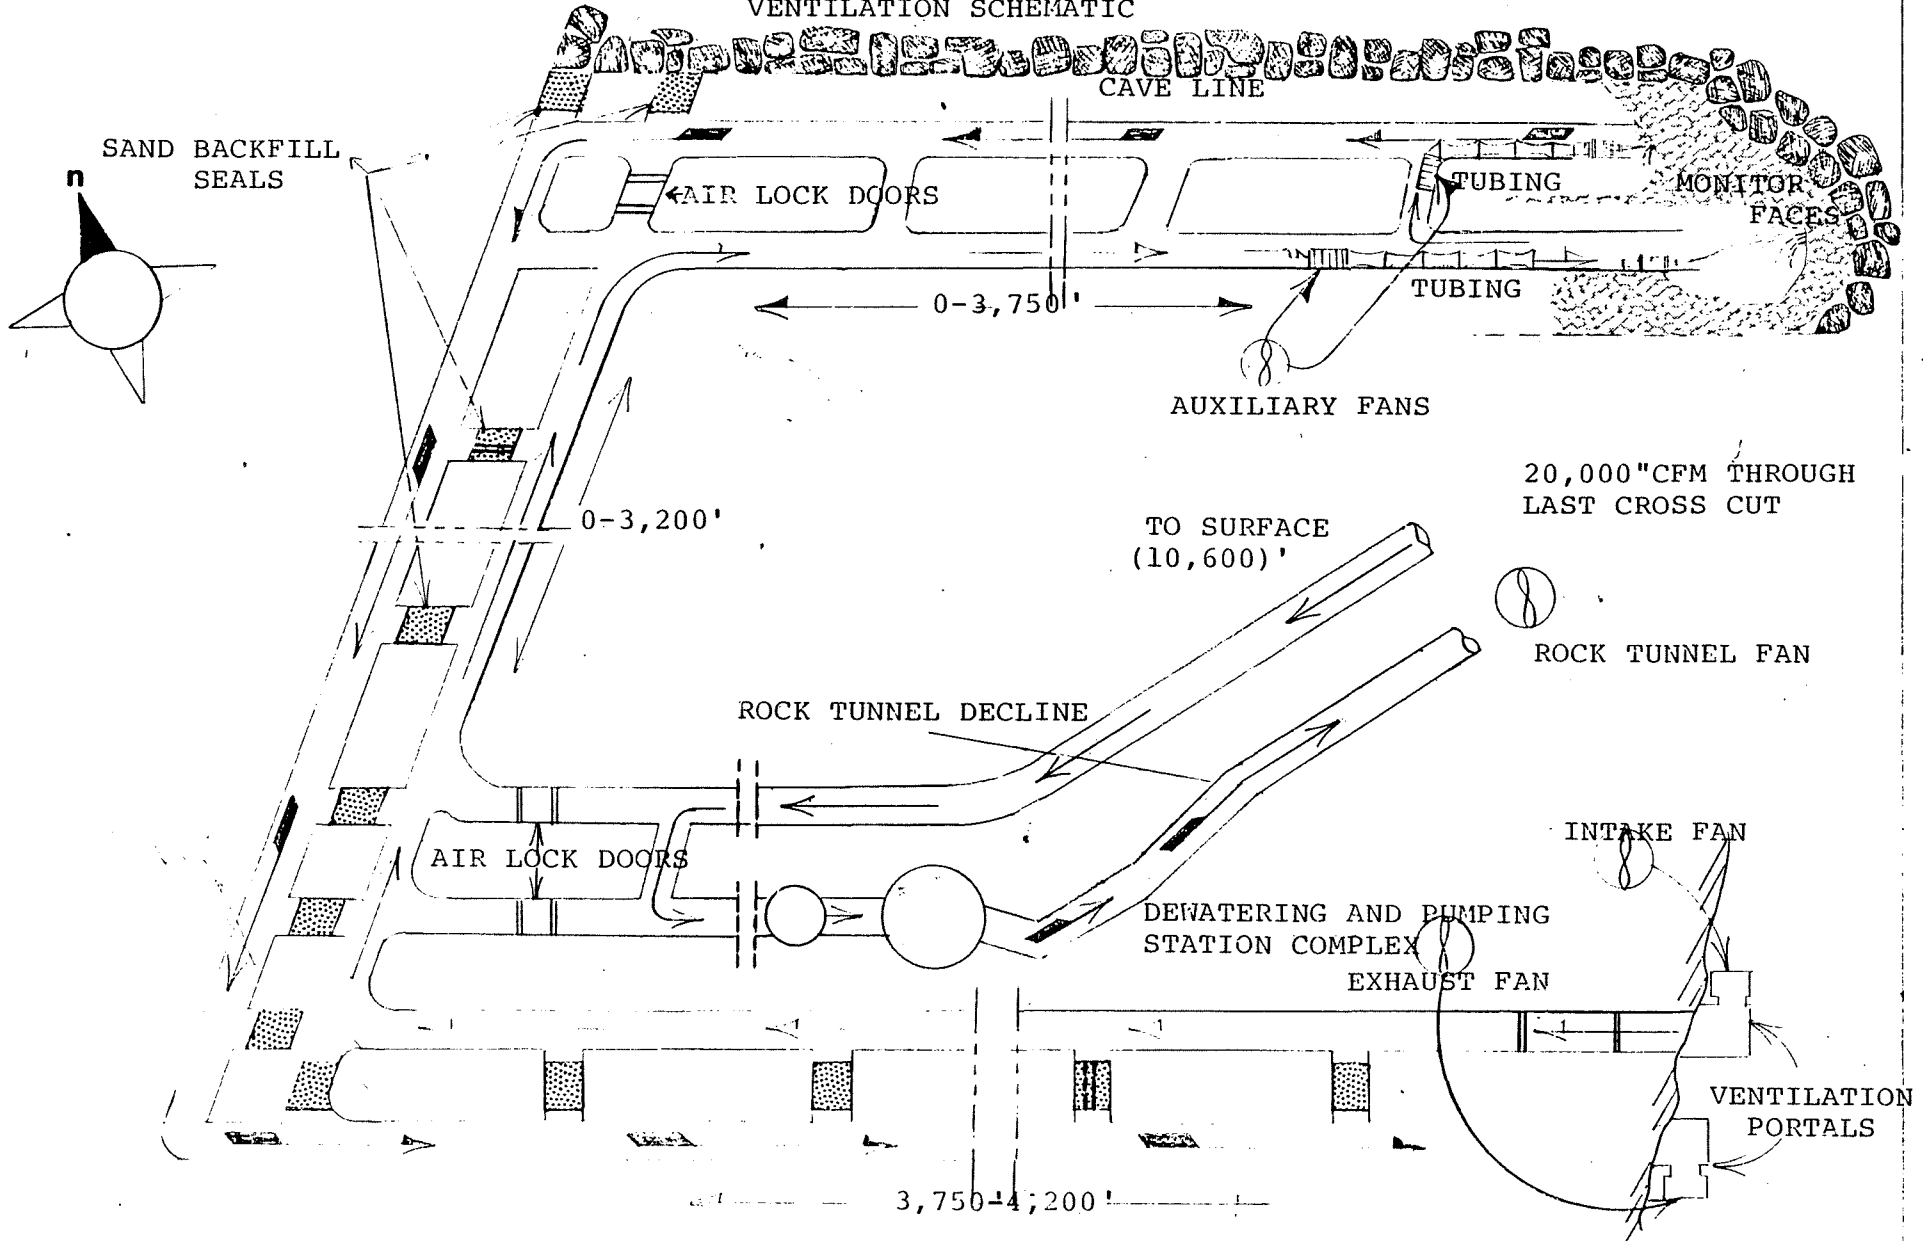 VENTILATION SCHEMATIC
CAVE LINE
SAND BACKFILL
SEALS
n
AIR LOCK DOORS
TUBING
MONITOR
FACES
TUBING
0-3,750'
AUXILIARY FANS
20,000"CFM THROUGH
LAST CROSS CUT
0-3,200'
TO SURFACE
(10,600)'
ROCK TUNNEL FAN
ROCK TUNNEL DECLINE
INTAKE FAN
AIR LOCK DOORS
DEWATERING AND PUMPING
STATION COMPLEX
EXHAUST FAN
VENTILATION
PORTALS
3,750-4,200'